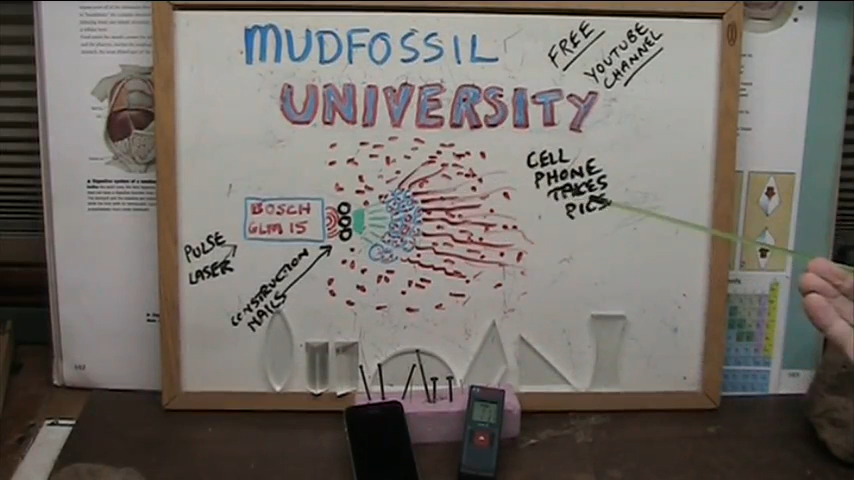 MUDFOSSIL
UNIVERSITY
FREE
YOUTUBE
CHANNEL
CELL
PHONE
TAKES
PICS
BOSCH
GLM 15
PULSE
LASER
CONSTRUCTION
NAILS